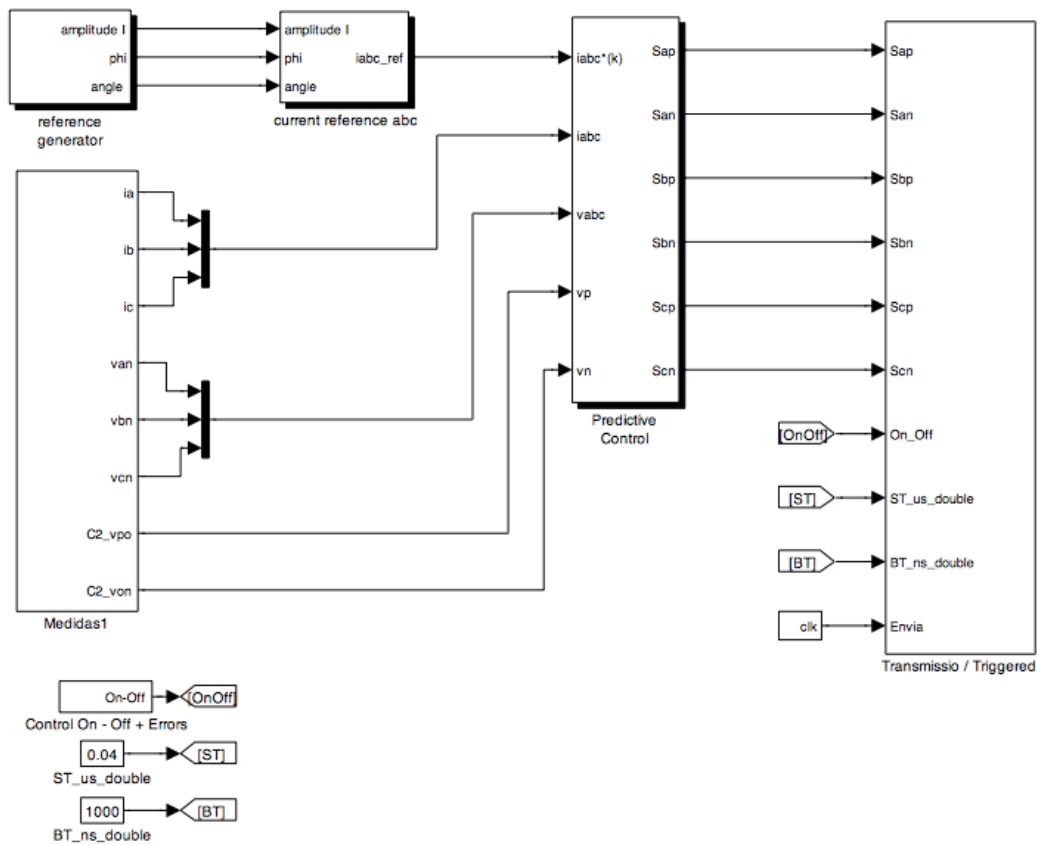 amplitude I
phi
angle
reference
generator
amplitude I
phi
angle
iabc_ref
current reference abc
iabc*(k)
iabc
vabc
vp
vn
Sap
San
Sbp
Sbn
Scp
Scn
Predictive
Control
Sap
San
Sbp
Sbn
Scp
Scn
On_Off
ST_us_double
BT_ns_double
Envia
Transmissio / Triggered
[OnOff]
[ST]
[BT]
clk
ia
ib
ic
van
vbn
vcn
C2_vpo
C2_von
Medidas1
On-Off
[OnOff]
Control On - Off + Errors
0.04
[ST]
ST_us_double
1000
[BT]
BT_ns_double